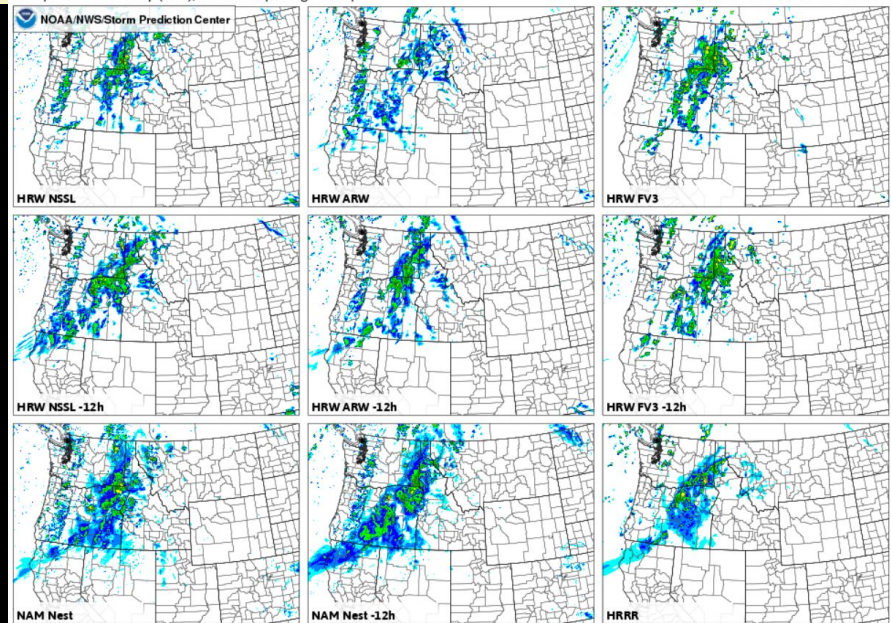 NOAA/NWS/Storm Prediction Center
HRW NSSL
HRW ARW
HRW FV3
HRW NSSL -12h
HRW ARW -12h
HRW FV3 -12h
NAM Nest
NAM Nest -12h
HRRR